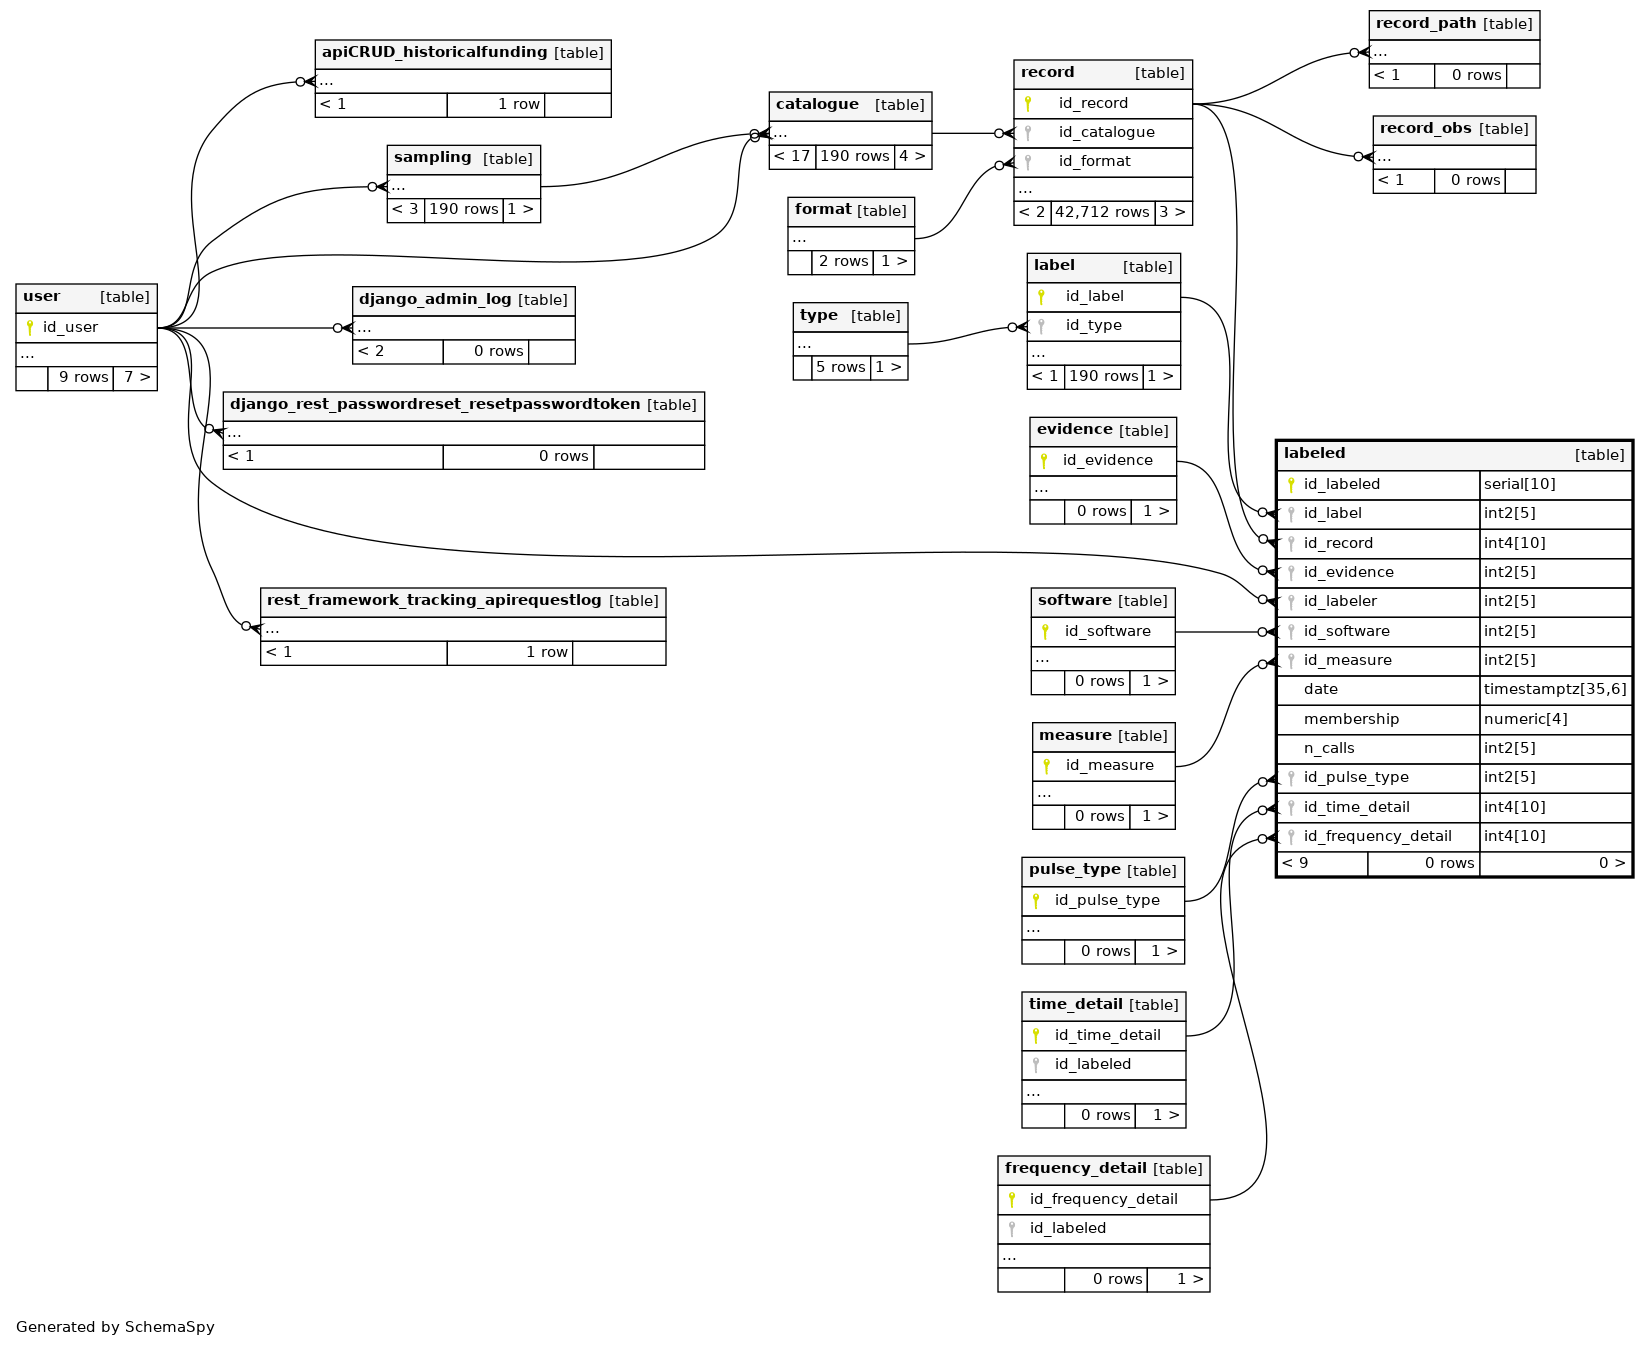 apiCRUD_historicalfunding [table]
...
< 1 1 row
sampling [table]
...
< 3 190 rows 1 >
user [table]
id_user
...
9 rows 7 >
django_admin_log [table]
...
< 2 0 rows
django_rest_passwordreset_resetpasswordtoken [table]
...
< 1 0 rows
rest_framework_tracking_apirequestlog [table]
...
< 1 1 row
catalogue [table]
...
< 17 190 rows 4 >
format [table]
...
2 rows 1 >
type [table]
...
5 rows 1 >
record [table]
id_record
id_catalogue
id_format
...
< 2 42,712 rows 3 >
label [table]
id_label
id_type
...
< 1 190 rows 1 >
evidence [table]
id_evidence
...
0 rows 1 >
software [table]
id_software
...
0 rows 1 >
measure [table]
id_measure
...
0 rows 1 >
pulse_type [table]
id_pulse_type
...
0 rows 1 >
time_detail [table]
id_time_detail
id_labeled
...
0 rows 1 >
frequency_detail [table]
id_frequency_detail
id_labeled
...
0 rows 1 >
record_path [table]
...
< 1 0 rows
record_obs [table]
...
< 1 0 rows
labeled [table]
id_labeled serial[10]
id_label int2[5]
id_record int4[10]
id_evidence int2[5]
id_labeler int2[5]
id_software int2[5]
id_measure int2[5]
date timestamptz[35,6]
membership numeric[4]
n_calls int2[5]
id_pulse_type int2[5]
id_time_detail int4[10]
id_frequency_detail int4[10]
< 9 0 rows 0 >
Generated by SchemaSpy